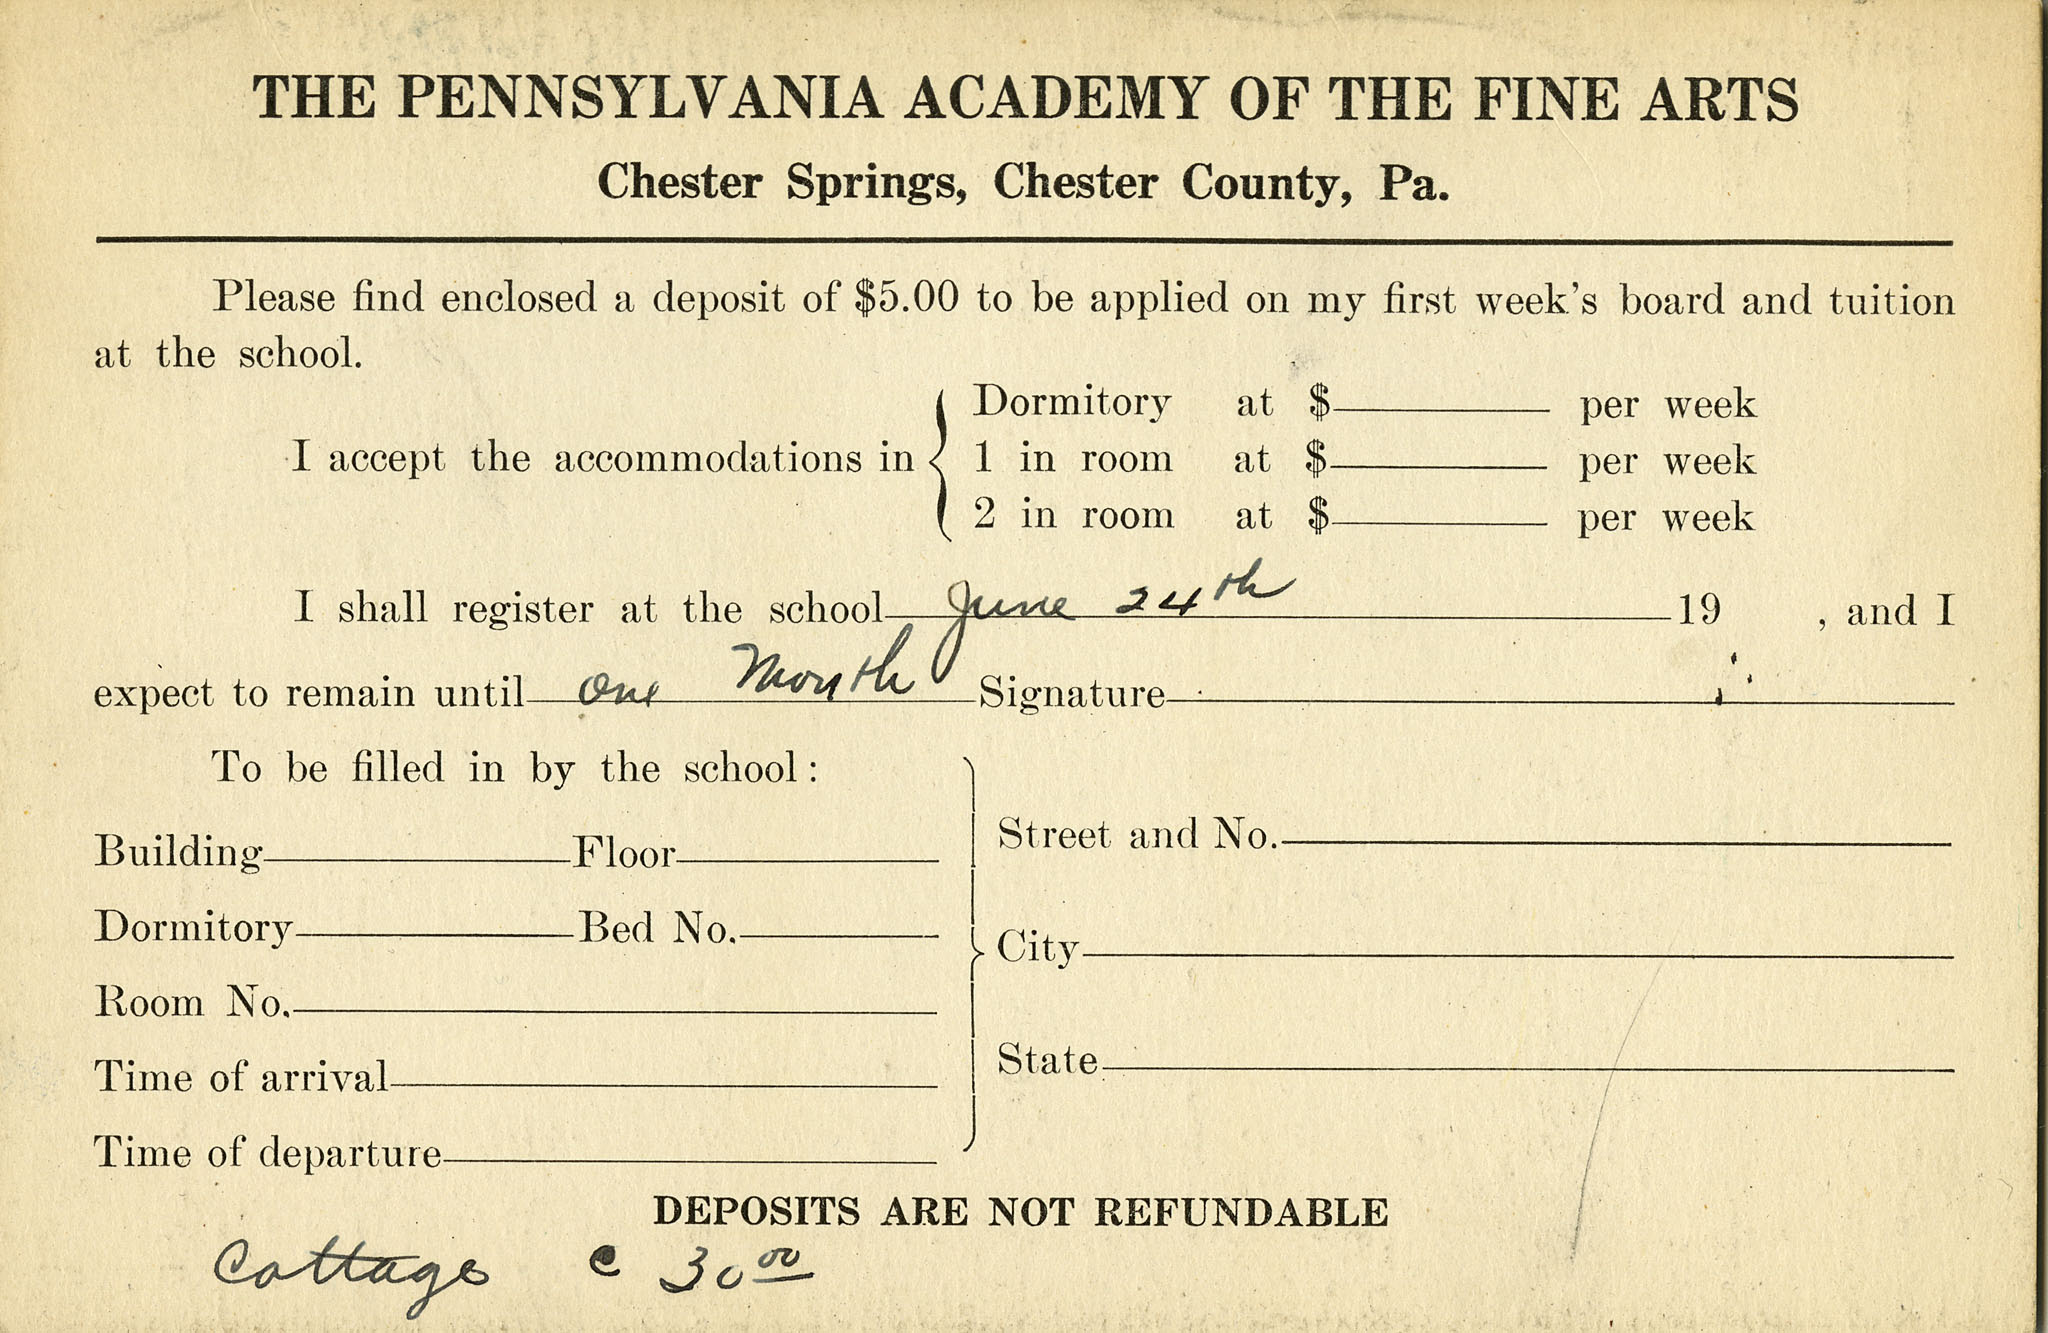 THE PENNSYLVANIA ACADEMY OF THE FINE ARTS
Chester Springs, Chester County, Pa.
Please find enclosed a deposit of $5.00 to be applied on my first week's board and tuition
at the school.
I accept the accommodations in
Dormitory at $ per week
1 in room at $ per week
2 in room at $ per week
I shall register at the school June 24th 19 , and I
expect to remain until One Month Signature
To be filled in by the school:
Building Floor
Dormitory Bed No.
Room No.
Time of arrival
Time of departure
Street and No.
City
State
DEPOSITS ARE NOT REFUNDABLE
Cottage c 30 00